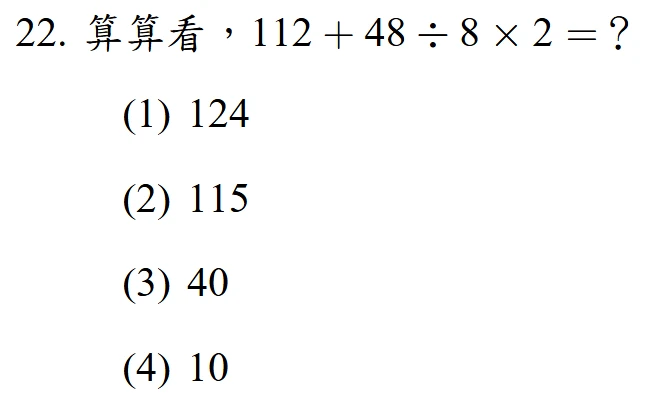 22. 算算看，112 + 48 ÷ 8 × 2 = ?
(1) 124
(2) 115
(3) 40
(4) 10